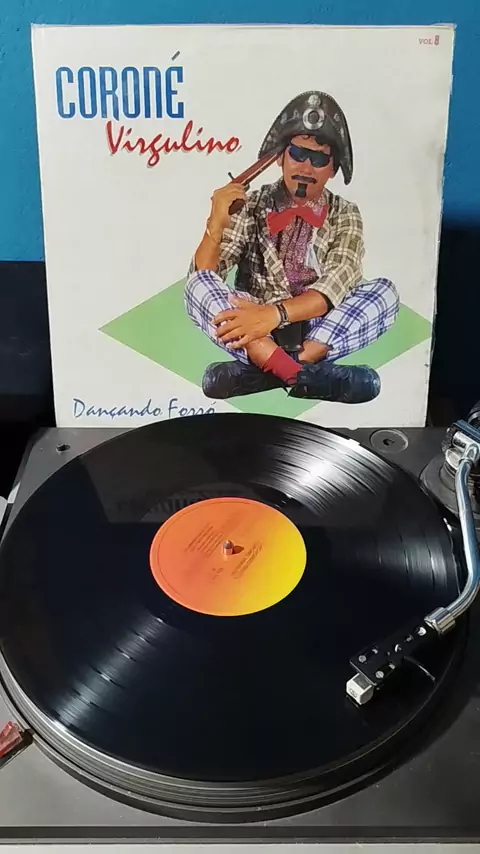 VOL 8
CORONÉ
Virgulino
Dançando Forró